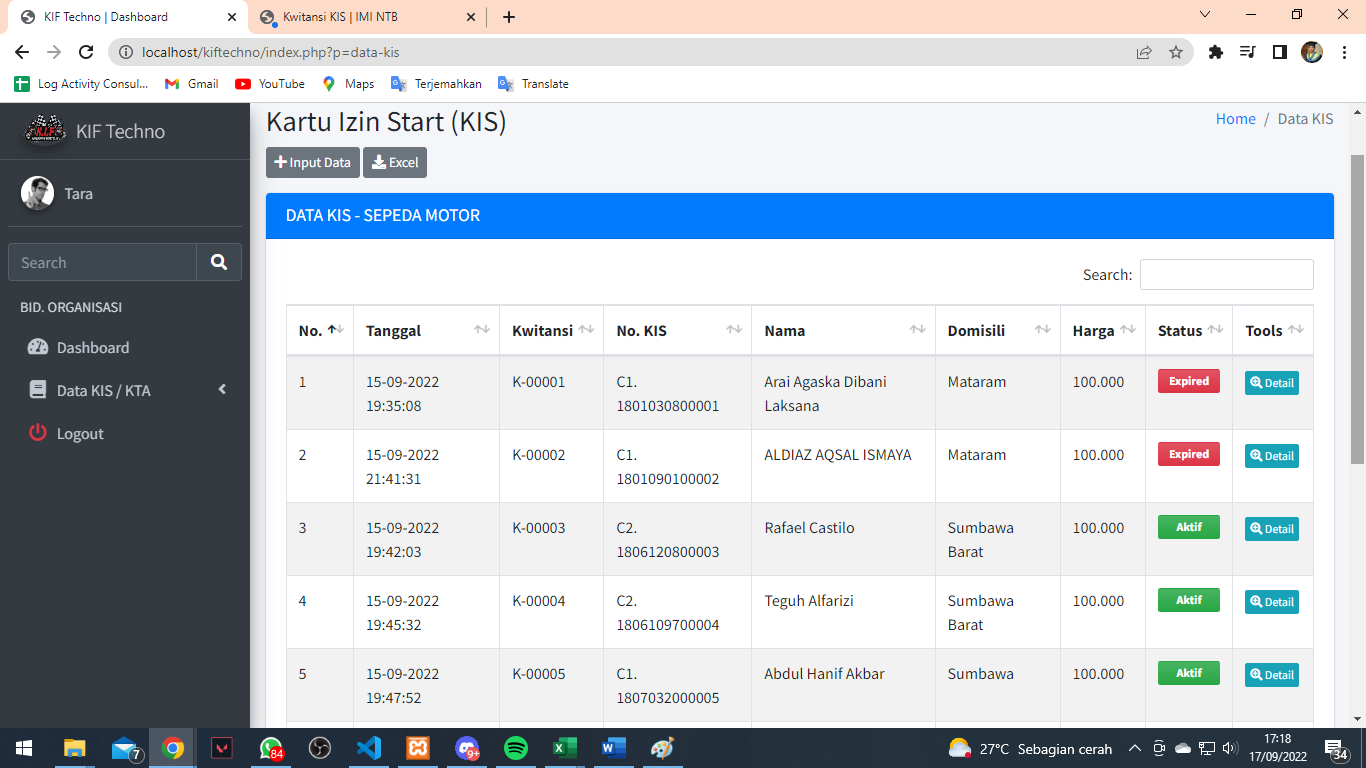 KIF Techno | Dashboard
Kwitansi KIS | IMI NTB
localhost/kiftechno/index.php?p=data-kis
Log Activity Consul...
Gmail
YouTube
Maps
Terjemahkan
Translate
KIF Techno
Tara
Search
BID. ORGANISASI
Dashboard
Data KIS / KTA
Logout
Kartu Izin Start (KIS)
Home / Data KIS
Input Data
Excel
DATA KIS - SEPEDA MOTOR
Search:
No. Tanggal Kwitansi No. KIS Nama Domisili Harga Status Tools
1 15-09-2022 K-00001 C1. Arai Agaska Dibani Mataram 100.000 Expired Detail
19:35:08 1801030800001 Laksana
2 15-09-2022 K-00002 C1. ALDIAZ AQSAL ISMAYA Mataram 100.000 Expired Detail
21:41:31 1801090100002
3 15-09-2022 K-00003 C2. Rafael Castilo Sumbawa 100.000 Aktif Detail
19:42:03 1806120800003 Barat
4 15-09-2022 K-00004 C2. Teguh Alfarizi Sumbawa 100.000 Aktif Detail
19:45:32 1806109700004 Barat
5 15-09-2022 K-00005 C1. Abdul Hanif Akbar Sumbawa 100.000 Aktif Detail
19:47:52 1807032000005
7
84
9+
27°C Sebagian cerah
17:18
17/09/2022
34